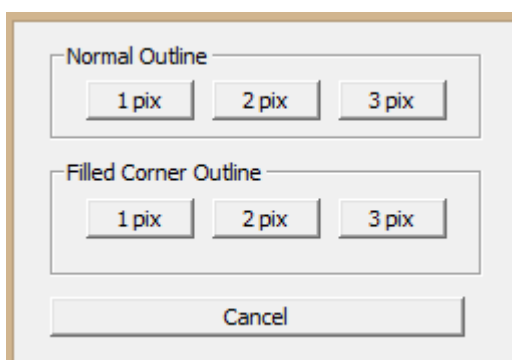 Normal Outline
1 pix 2 pix 3 pix
Filled Corner Outline
1 pix 2 pix 3 pix
Cancel